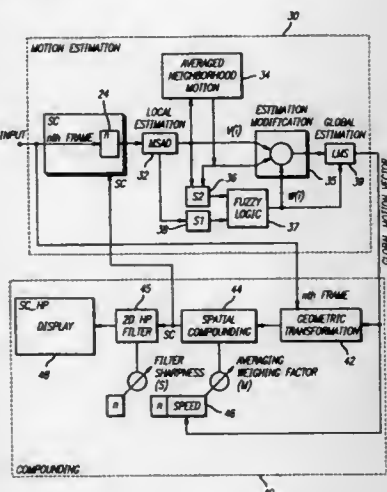 30
MOTION ESTIMATION
AVERAGED
NEIGHBORHOOD
MOTION
34
24
SC
nth FRAME
n
INPUT
LOCAL
ESTIMATION
MSAD
32
V(i)
ESTIMATION
MODIFICATION
35
GLOBAL
ESTIMATION
LMS
39
SC
S2
36
38
S1
FUZZY
LOGIC
37
w(i)
GLOBAL MOTION VECTOR
nth FRAME
SC_HP
DISPLAY
48
45
2D HP
FILTER
SC
44
SPATIAL
COMPOUNDING
GEOMETRIC
TRANSFORMATION
42
FILTER
SHARPNESS
(S)
n
AVERAGING
WEIGHING FACTOR
(M)
n SPEED
46
COMPOUNDING
40